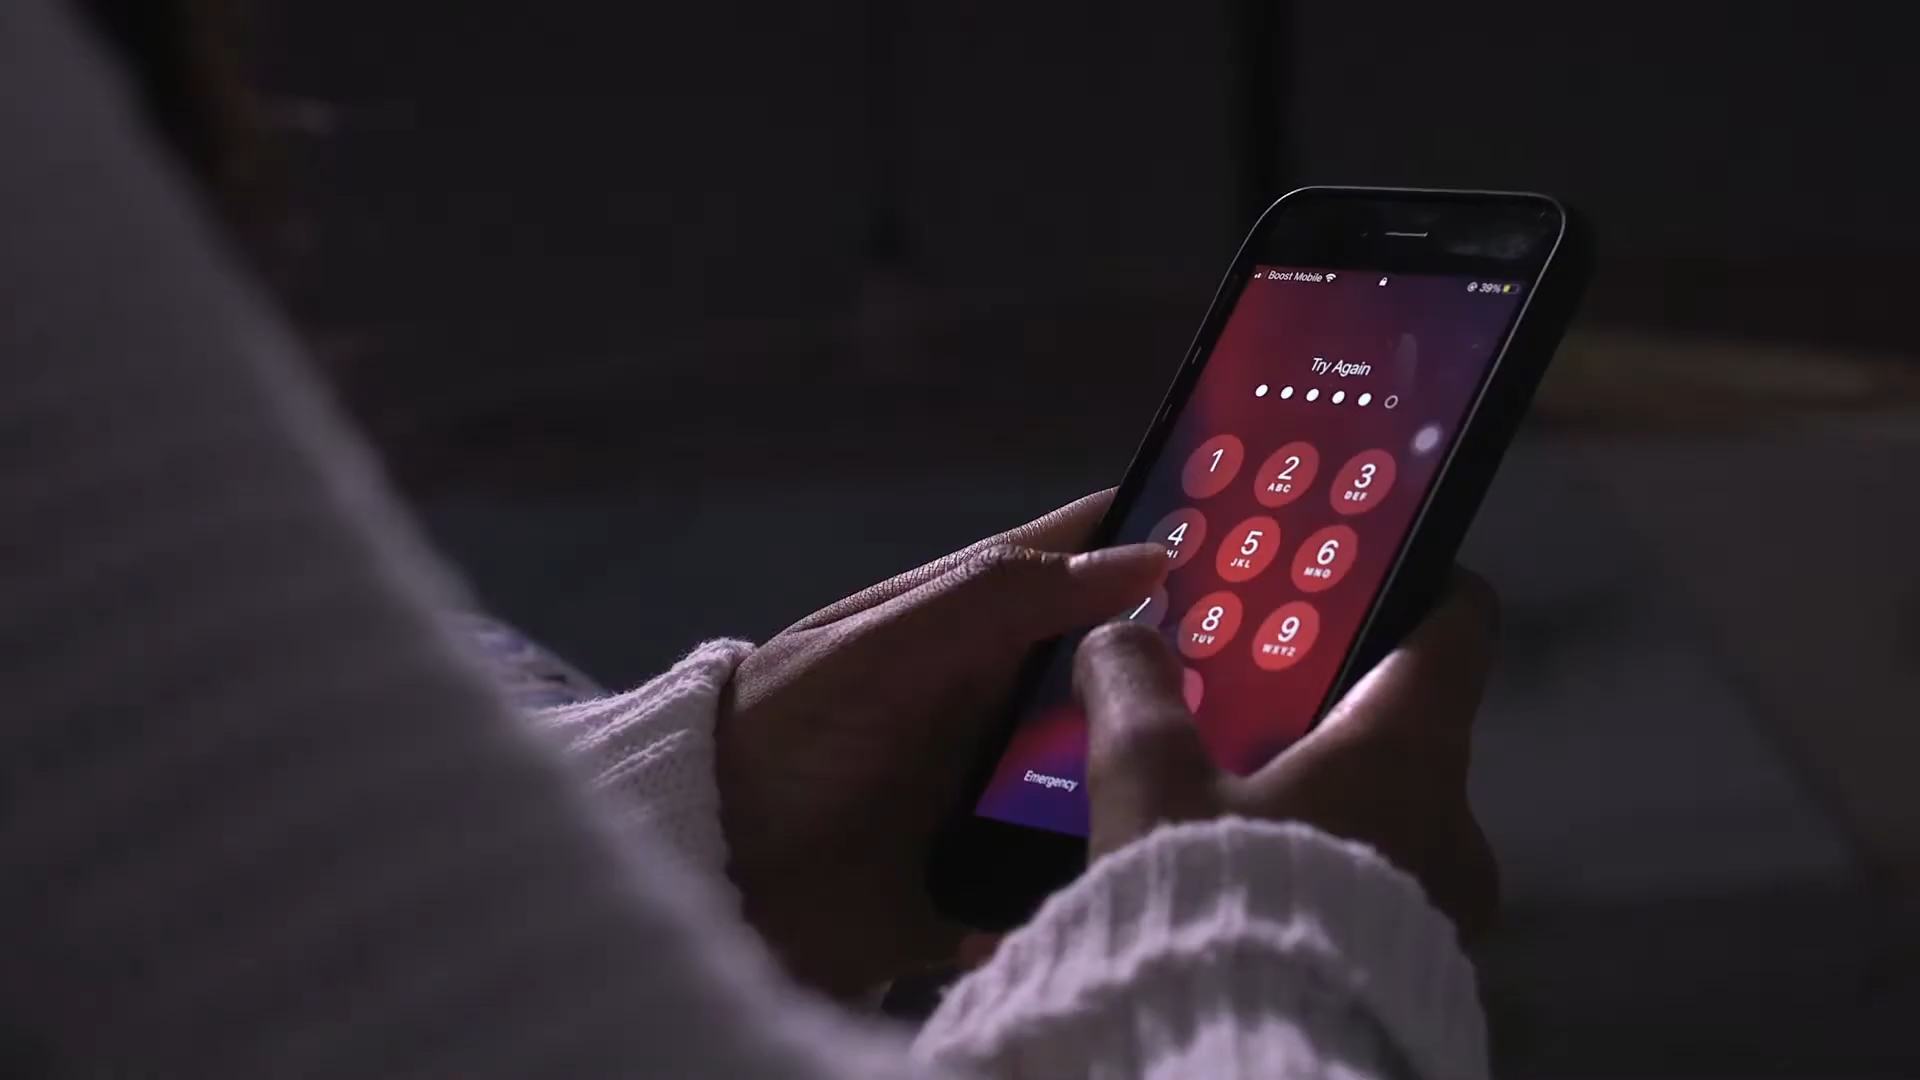 Boost Mobile 39%
Try Again
1 2 3
ABC DEF
4 5 6
JKL MNO
8 9
TUV WXYZ
Emergency